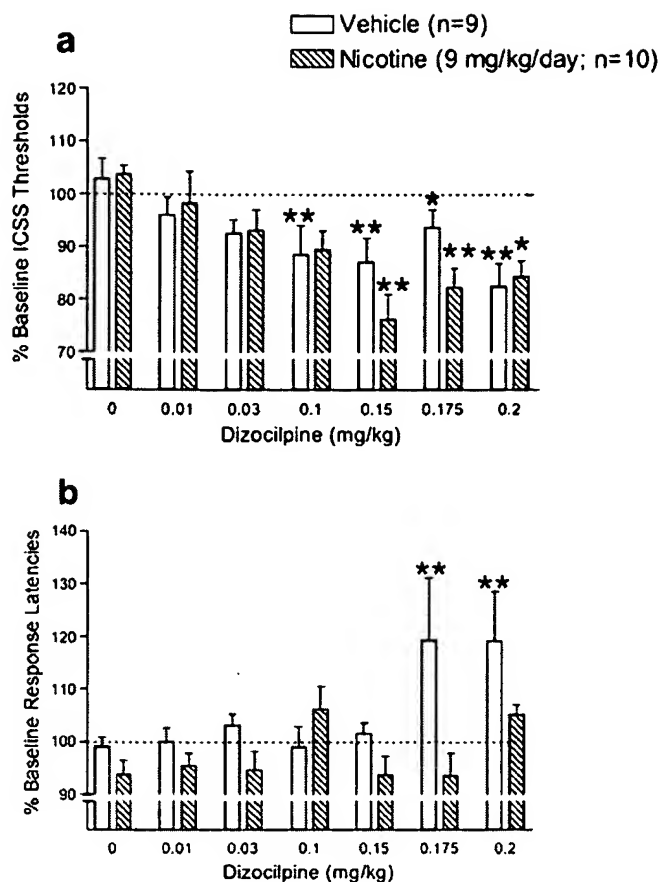 Vehicle (n=9)
Nicotine (9 mg/kg/day; n=10)
a
% Baseline ICSS Thresholds
120
110
100
90
80
70
** ** ** * ** ** *
0 0.01 0.03 0.1 0.15 0.175 0.2
Dizocilpine (mg/kg)
b
% Baseline Response Latencies
140
130
120
110
100
90
** **
0 0.01 0.03 0.1 0.15 0.175 0.2
Dizocilpine (mg/kg)